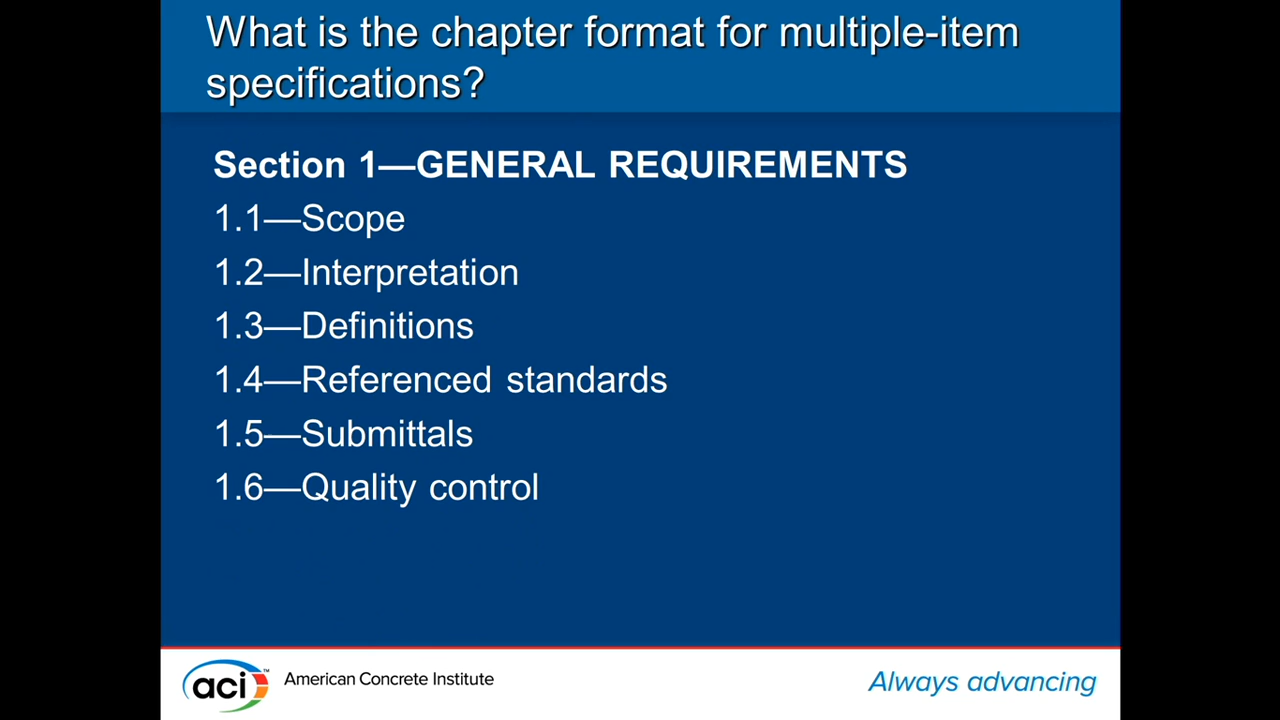 What is the chapter format for multiple-item
specifications?
Section 1—GENERAL REQUIREMENTS
1.1—Scope
1.2—Interpretation
1.3—Definitions
1.4—Referenced standards
1.5—Submittals
1.6—Quality control
aci™ American Concrete Institute
Always advancing